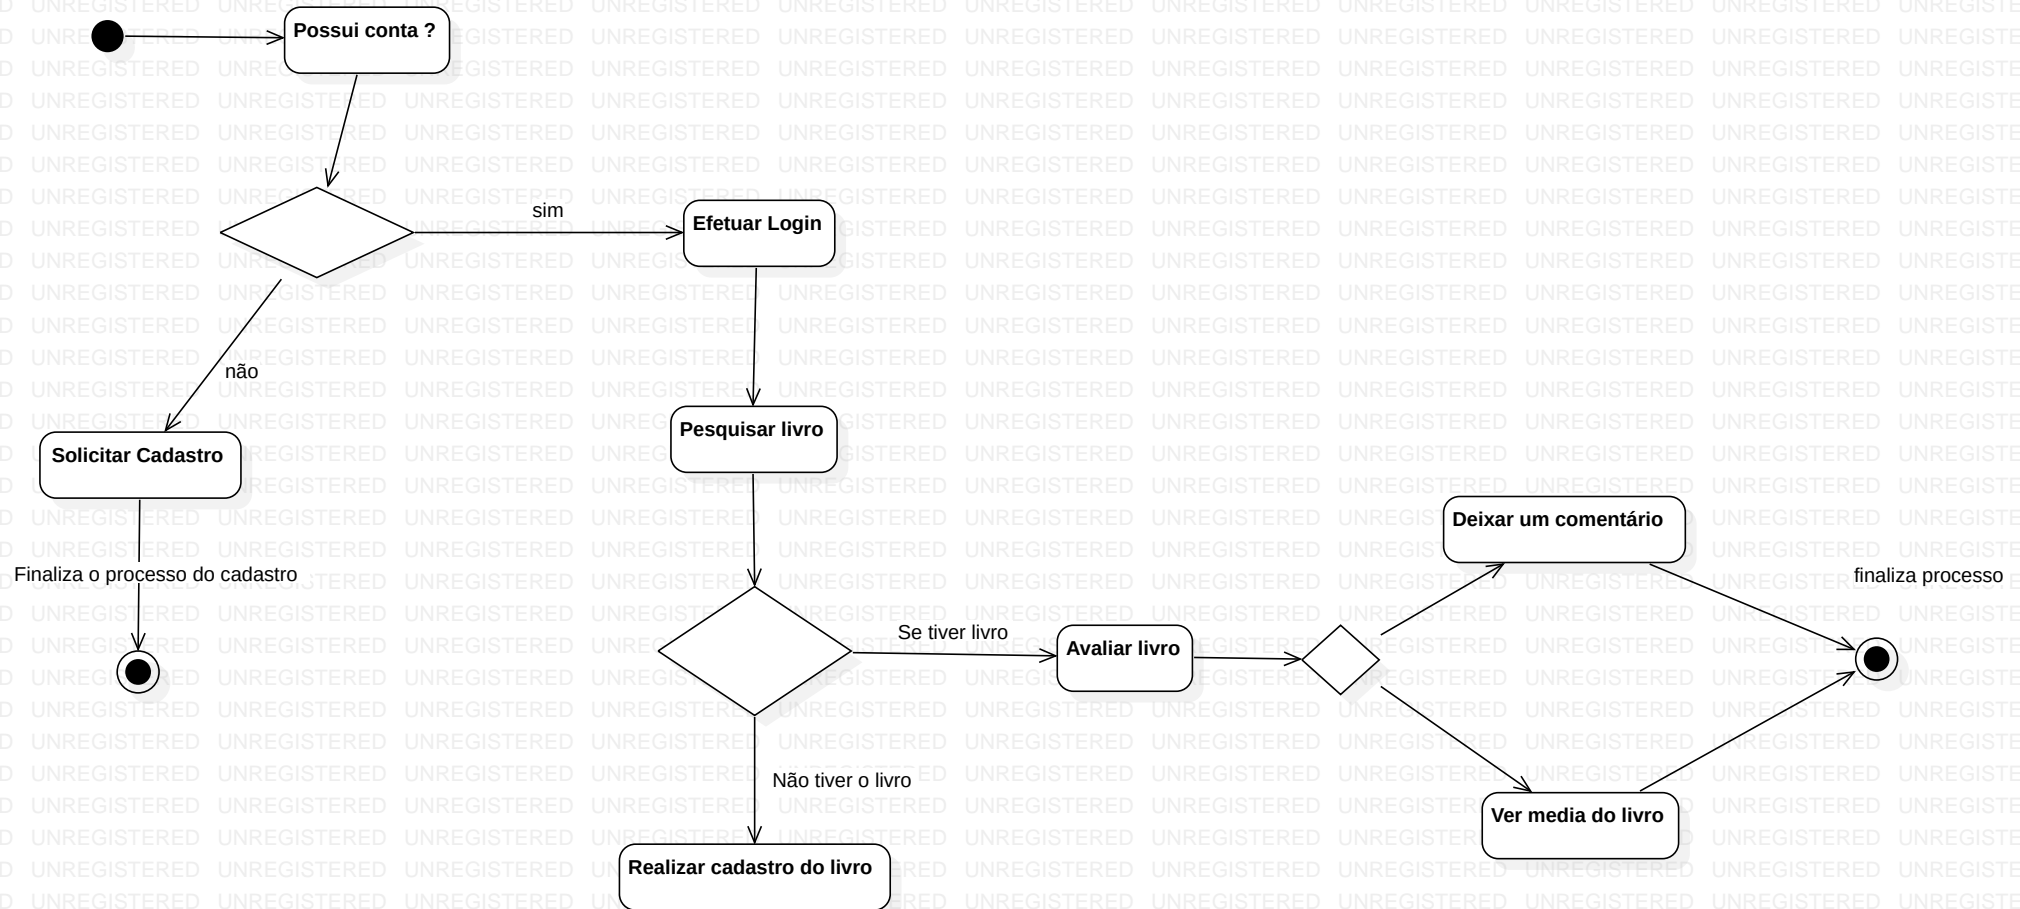 Possui conta ?
sim
Efetuar Login
não
Pesquisar livro
Solicitar Cadastro
Deixar um comentário
Finaliza o processo do cadastro
finaliza processo
Se tiver livro
Avaliar livro
Não tiver o livro
Ver media do livro
Realizar cadastro do livro
UNREGISTERED